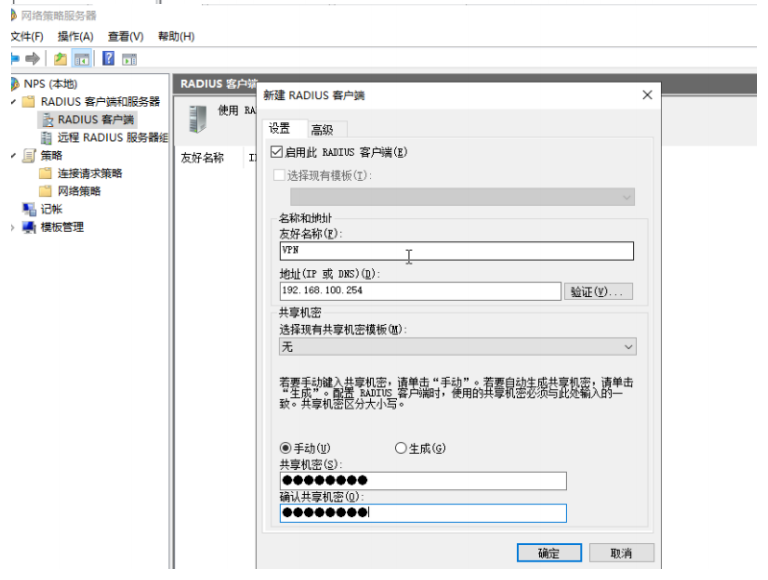 网络策略服务器
文件(F) 操作(A) 查看(V) 帮助(H)
NPS (本地)
RADIUS 客户端和服务器
RADIUS 客户端
远程 RADIUS 服务器组
策略
连接请求策略
网络策略
记帐
模板管理
RADIUS 客户端
使用 RA
友好名称
新建 RADIUS 客户端
设置 高级
启用此 RADIUS 客户端(E)
选择现有模板(T):
名称和地址
友好名称(F):
VPN
地址(IP 或 DNS)(D):
192.168.100.254 验证(V)...
共享机密
选择现有共享机密模板(M):
无
若要手动键入共享机密，请单击“手动”。若要自动生成共享机密，请单击
“生成”。配置 RADIUS 客户端时，使用的共享机密必须与此处输入的一
致。共享机密区分大小写。
手动(U) 生成(G)
共享机密(S):
●●●●●●●●
确认共享机密(O):
●●●●●●●●
确定 取消